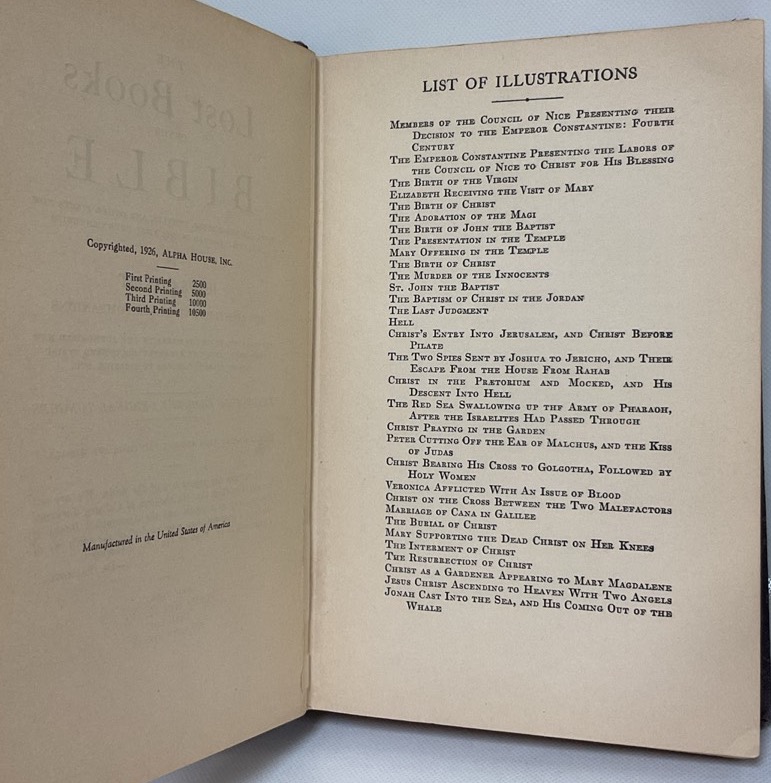 THE
Lost Books
BIBLE
Copyrighted, 1926, ALPHA HOUSE, INC.
First Printing 2500
Second Printing 5000
Third Printing 10000
Fourth Printing 10500
Manufactured in the United States of America
LIST OF ILLUSTRATIONS
MEMBERS OF THE COUNCIL OF NICE PRESENTING THEIR
DECISION TO THE EMPEROR CONSTANTINE: FOURTH
CENTURY
THE EMPEROR CONSTANTINE PRESENTING THE LABORS OF
THE COUNCIL OF NICE TO CHRIST FOR HIS BLESSING
THE BIRTH OF THE VIRGIN
ELIZABETH RECEIVING THE VISIT OF MARY
THE BIRTH OF CHRIST
THE ADORATION OF THE MAGI
THE BIRTH OF JOHN THE BAPTIST
THE PRESENTATION IN THE TEMPLE
MARY OFFERING IN THE TEMPLE
THE BIRTH OF CHRIST
THE MURDER OF THE INNOCENTS
ST. JOHN THE BAPTIST
THE BAPTISM OF CHRIST IN THE JORDAN
THE LAST JUDGMENT
HELL
CHRIST'S ENTRY INTO JERUSALEM, AND CHRIST BEFORE
PILATE
THE TWO SPIES SENT BY JOSHUA TO JERICHO, AND THEIR
ESCAPE FROM THE HOUSE FROM RAHAB
CHRIST IN THE PRÆTORIUM AND MOCKED, AND HIS
DESCENT INTO HELL
THE RED SEA SWALLOWING UP THE ARMY OF PHARAOH,
AFTER THE ISRAELITES HAD PASSED THROUGH
CHRIST PRAYING IN THE GARDEN
PETER CUTTING OFF THE EAR OF MALCHUS, AND THE KISS
OF JUDAS
CHRIST BEARING HIS CROSS TO GOLGOTHA, FOLLOWED BY
HOLY WOMEN
VERONICA AFFLICTED WITH AN ISSUE OF BLOOD
CHRIST ON THE CROSS BETWEEN THE TWO MALEFACTORS
MARRIAGE OF CANA IN GALILEE
THE BURIAL OF CHRIST
MARY SUPPORTING THE DEAD CHRIST ON HER KNEES
THE INTERMENT OF CHRIST
THE RESURRECTION OF CHRIST
CHRIST AS A GARDENER APPEARING TO MARY MAGDALENE
JESUS CHRIST ASCENDING TO HEAVEN WITH TWO ANGELS
JONAH CAST INTO THE SEA, AND HIS COMING OUT OF THE
WHALE